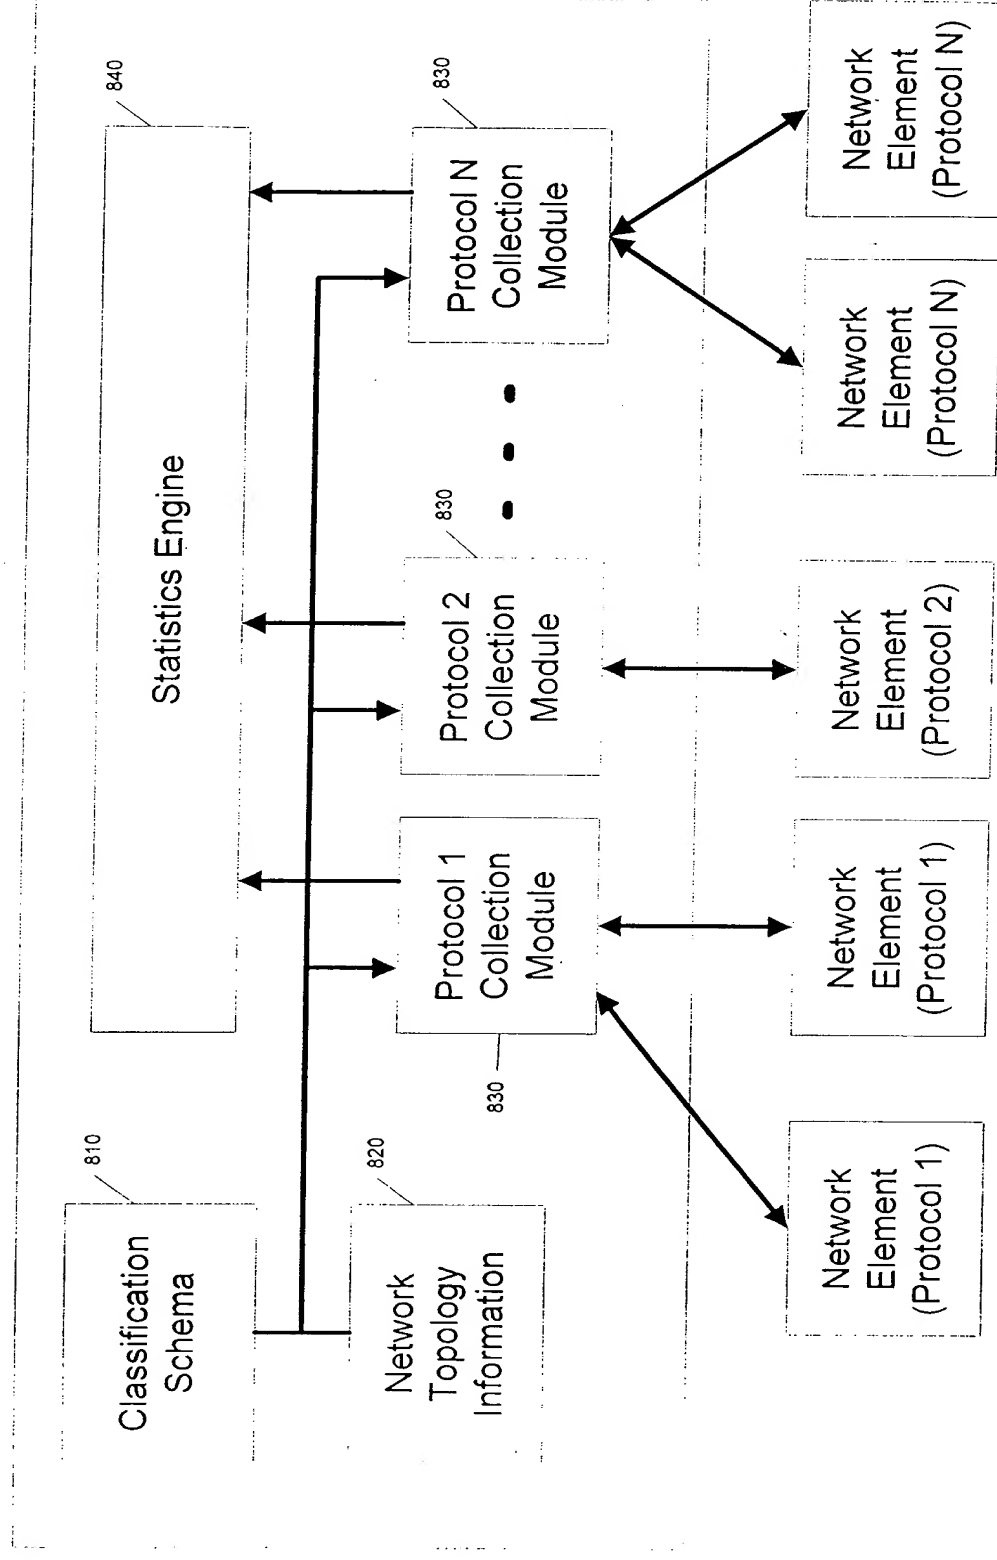 810
Classification
Schema
820
Network
Topology
Information
840
Statistics Engine
830
Protocol 1
Collection
Module
830
Protocol 2
Collection
Module
830
Protocol N
Collection
Module
Network
Element
(Protocol 1)
Network
Element
(Protocol 1)
Network
Element
(Protocol 2)
Network
Element
(Protocol N)
Network
Element
(Protocol N)